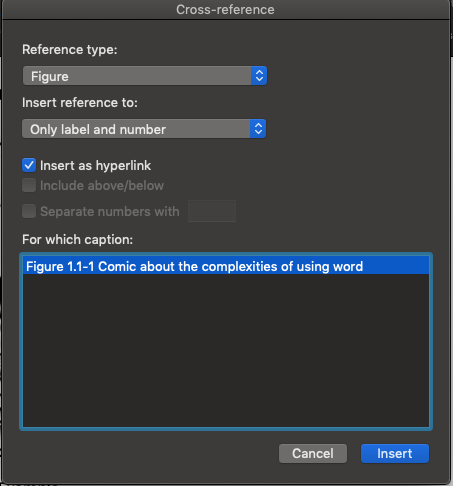 Cross-reference
Reference type:
Figure
Insert reference to:
Only label and number
Insert as hyperlink
Include above/below
Separate numbers with
For which caption:
Figure 1.1-1 Comic about the complexities of using word
Cancel
Insert